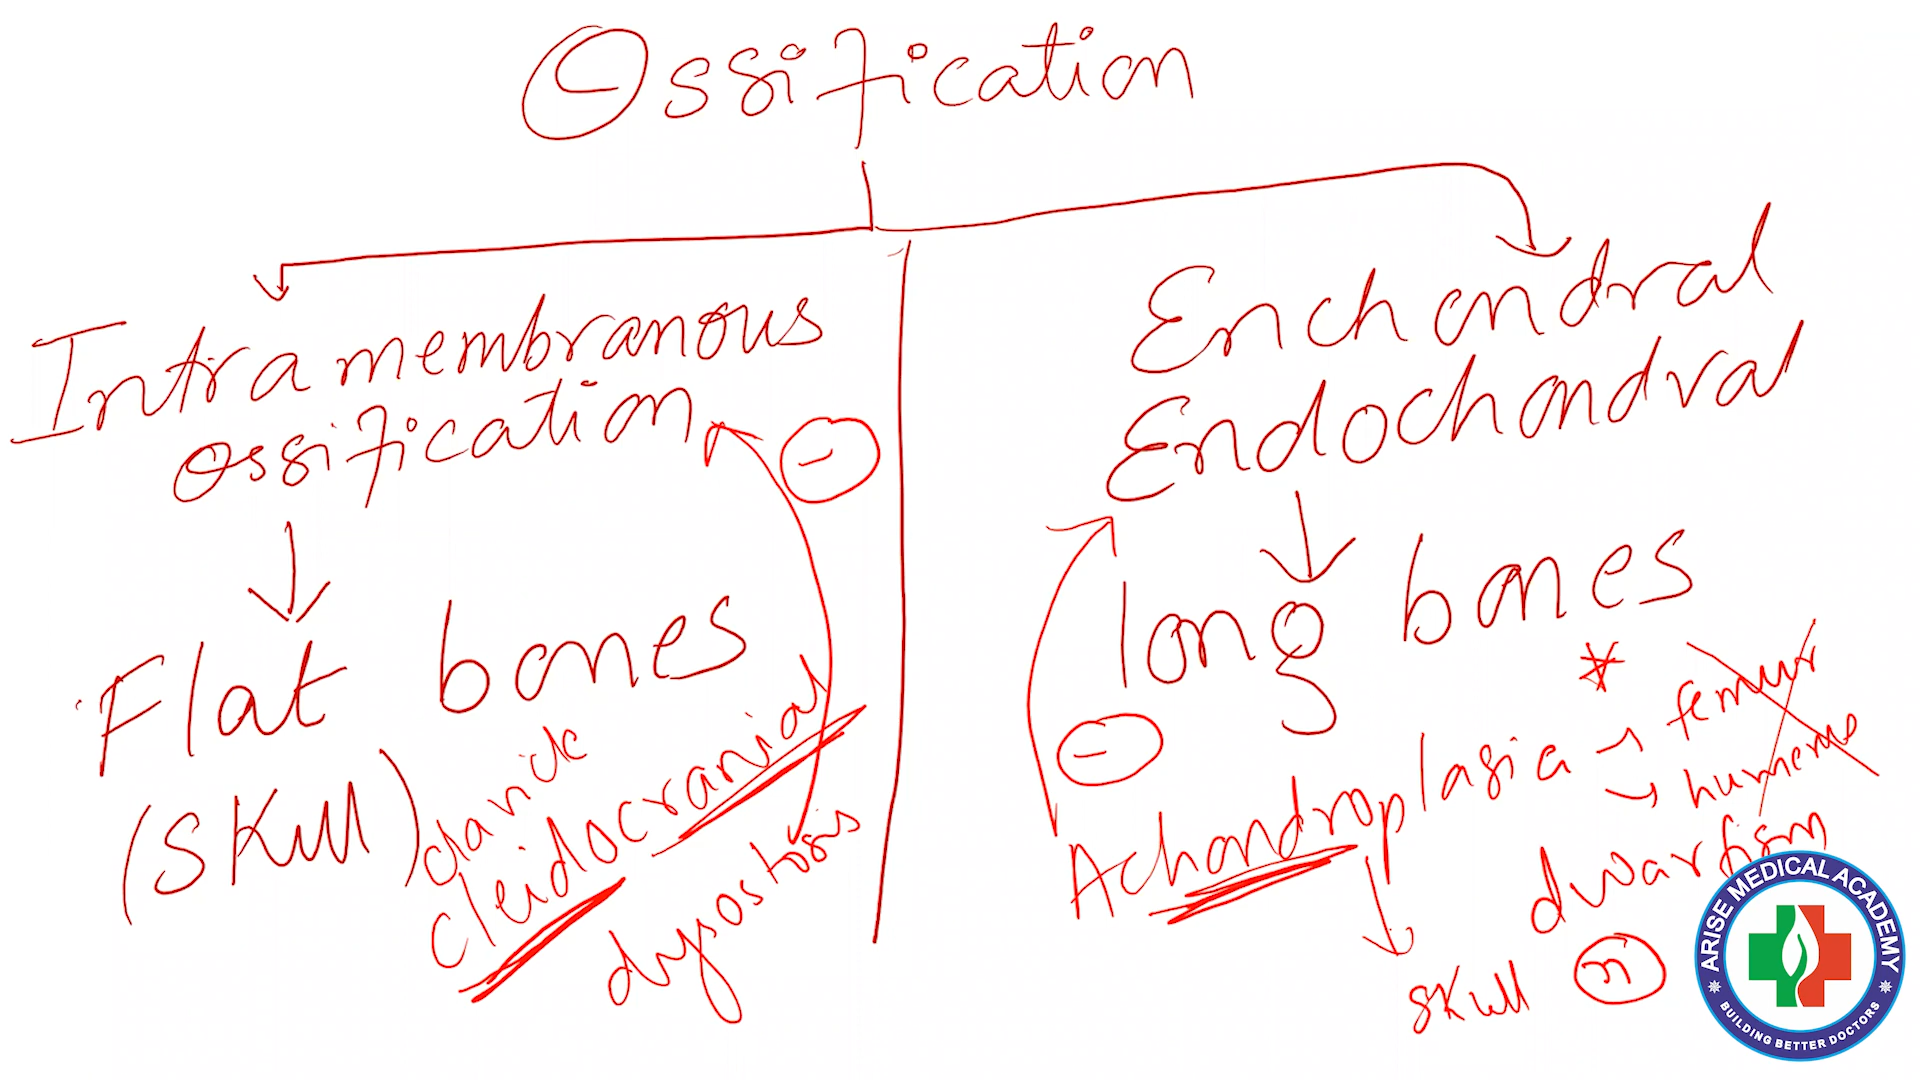 Ossification
Intramembranous
ossification
Flat bones
(SKull)
clavicle
cleidocranial
dysostosis
Enchondral
Endochondral
long bones
Achondroplasia → femur
→ humerus
dwarfism
skull n
ARISE MEDICAL ACADEMY
BUILDING BETTER DOCTORS